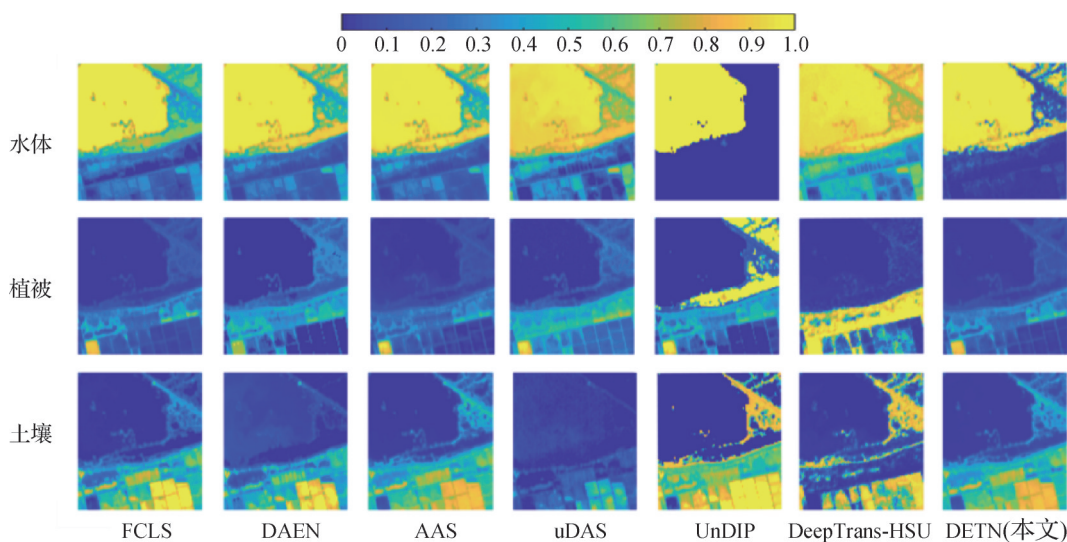 0 0.1 0.2 0.3 0.4 0.5 0.6 0.7 0.8 0.9 1.0
水体
植被
土壤
FCLS DAEN AAS uDAS UnDIP DeepTrans-HSU DETN(本文)